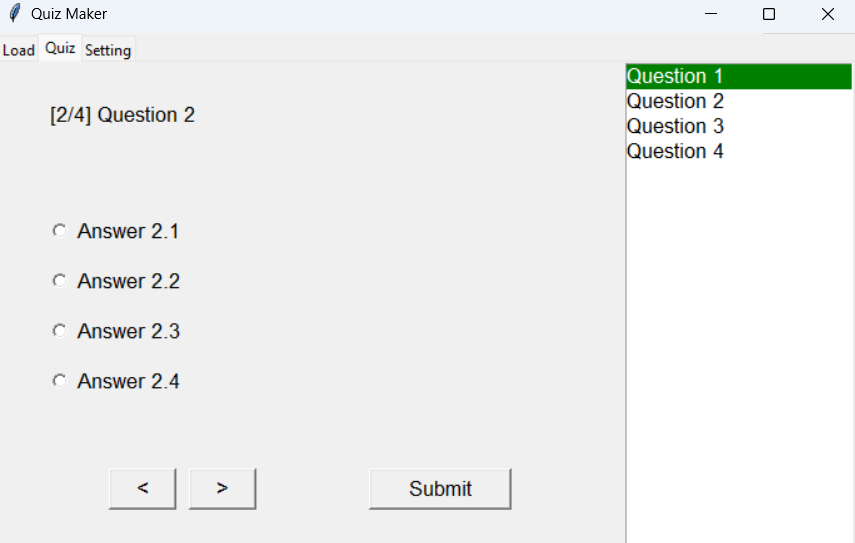 Quiz Maker
Load Quiz Setting
[2/4] Question 2
Answer 2.1
Answer 2.2
Answer 2.3
Answer 2.4
< > Submit
Question 1
Question 2
Question 3
Question 4